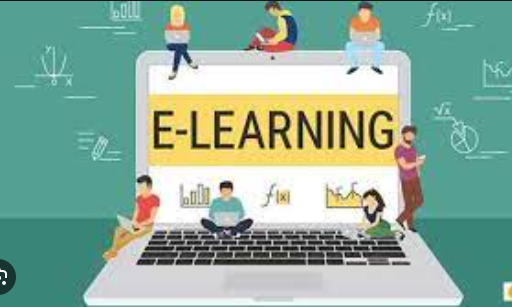 f(x)
Y
X
√x
E-LEARNING
f(x)